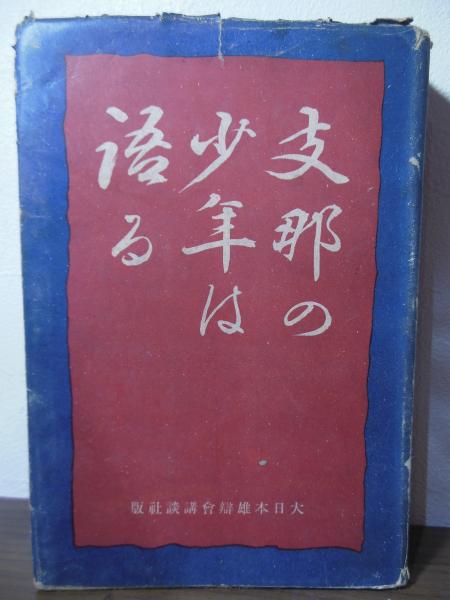 支那の
少年は
語る
大日本雄辯會講談社版